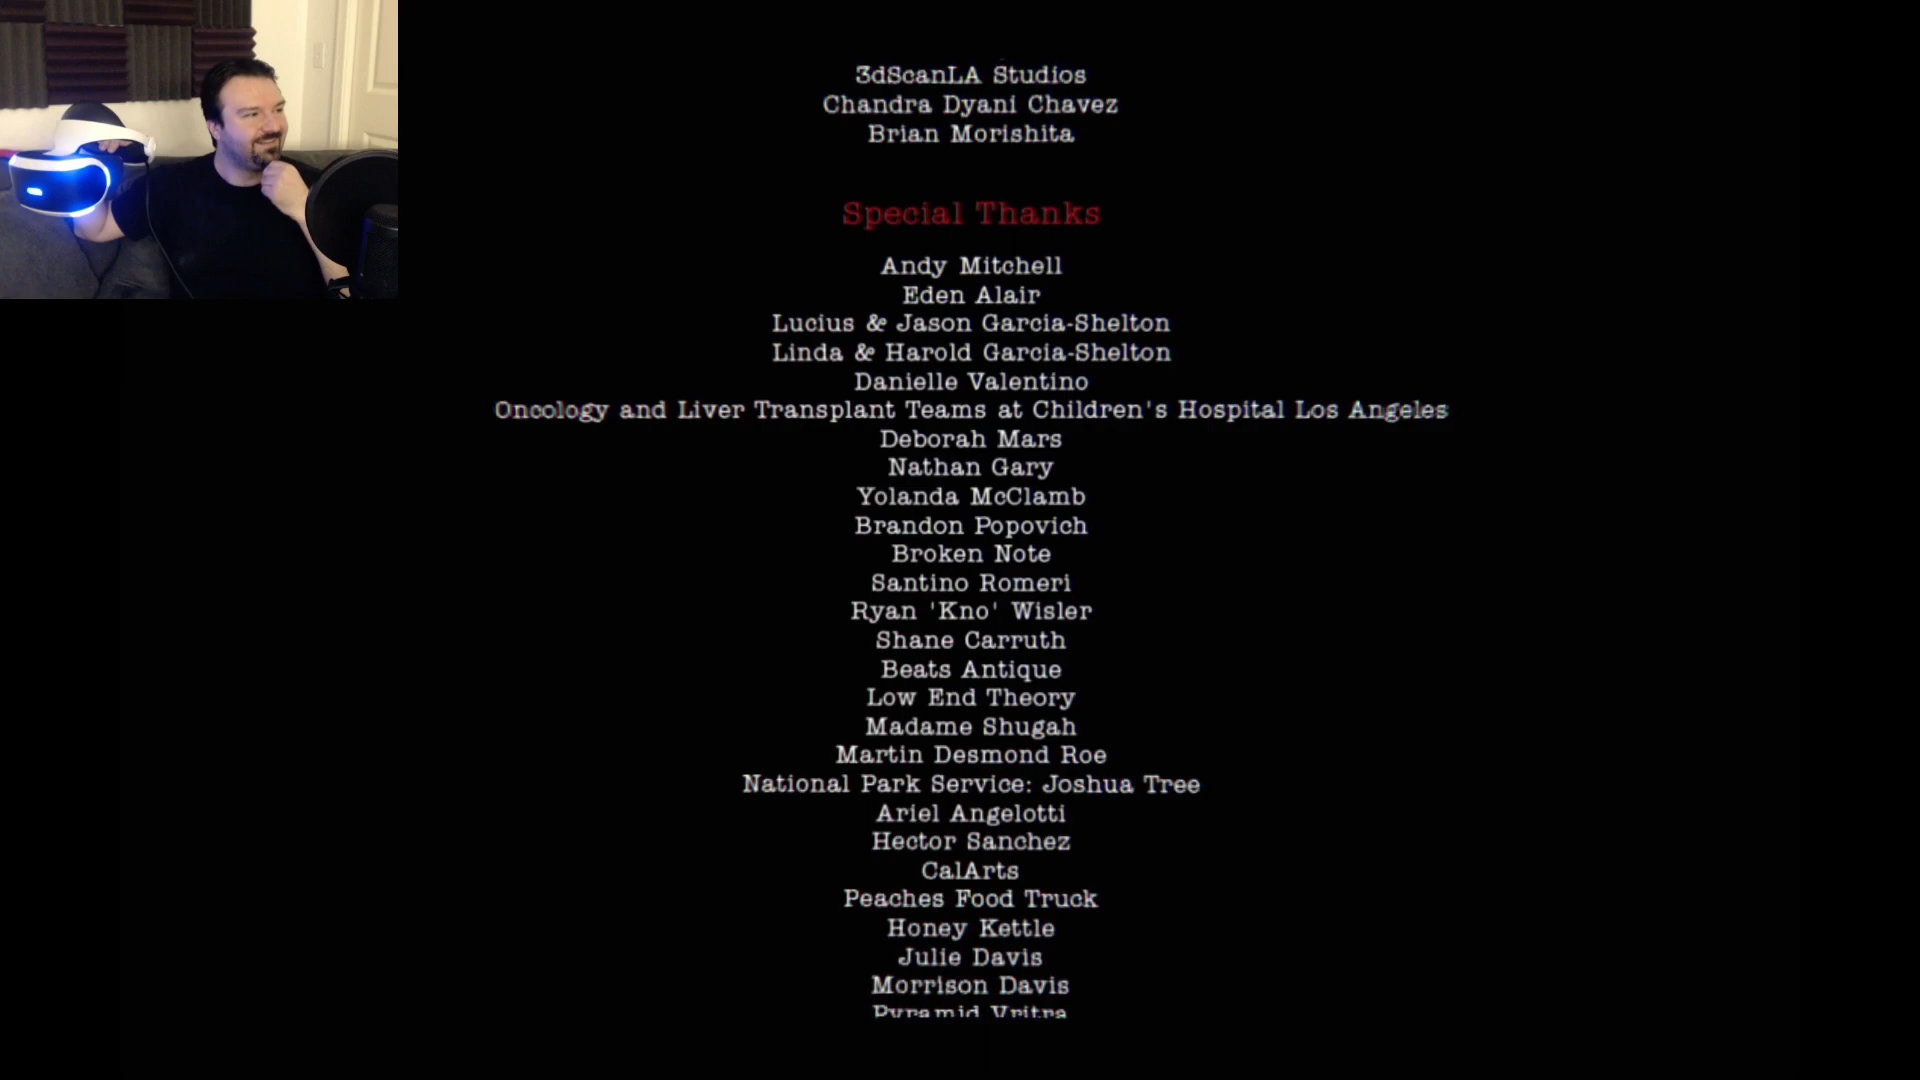 3dScanLA Studios
Chandra Dyani Chavez
Brian Morishita
Special Thanks
Andy Mitchell
Eden Alair
Lucius & Jason Garcia-Shelton
Linda & Harold Garcia-Shelton
Danielle Valentino
Oncology and Liver Transplant Teams at Children's Hospital Los Angeles
Deborah Mars
Nathan Gary
Yolanda McClamb
Brandon Popovich
Broken Note
Santino Romeri
Ryan 'Kno' Wisler
Shane Carruth
Beats Antique
Low End Theory
Madame Shugah
Martin Desmond Roe
National Park Service: Joshua Tree
Ariel Angelotti
Hector Sanchez
CalArts
Peaches Food Truck
Honey Kettle
Julie Davis
Morrison Davis
Pyramid Vritra